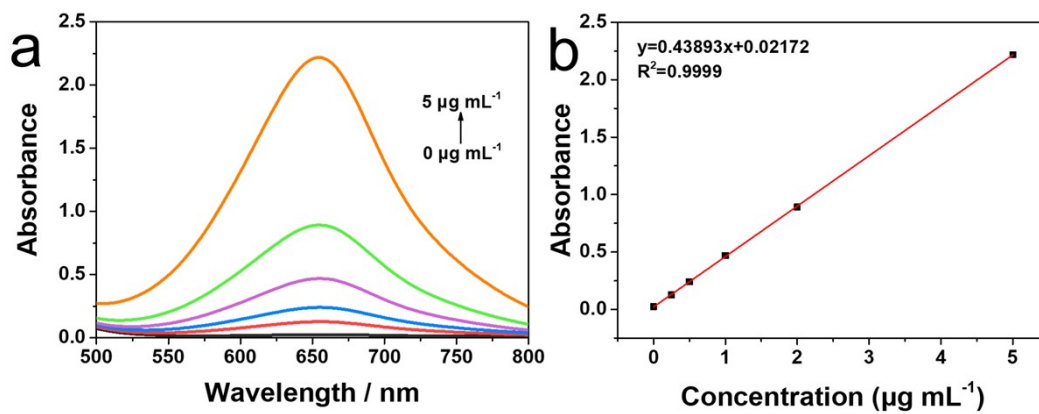 a
2.5
2.0
1.5
1.0
0.5
0.0
Absorbance
5 µg mL⁻¹
0 µg mL⁻¹
500 550 600 650 700 750 800
Wavelength / nm
b
2.5
2.0
1.5
1.0
0.5
0.0
Absorbance
y=0.43893x+0.02172
R²=0.9999
0 1 2 3 4 5
Concentration (µg mL⁻¹)